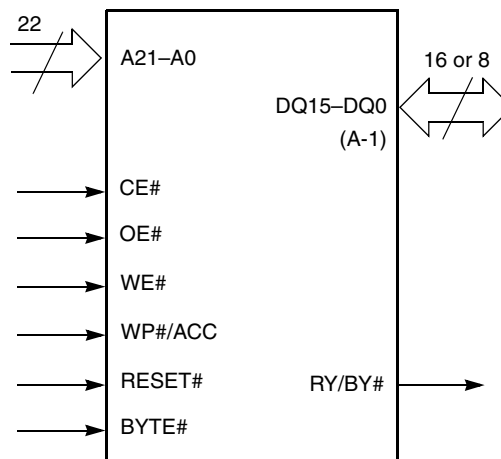 22
A21–A0
16 or 8
DQ15–DQ0
(A-1)
CE#
OE#
WE#
WP#/ACC
RESET#
RY/BY#
BYTE#